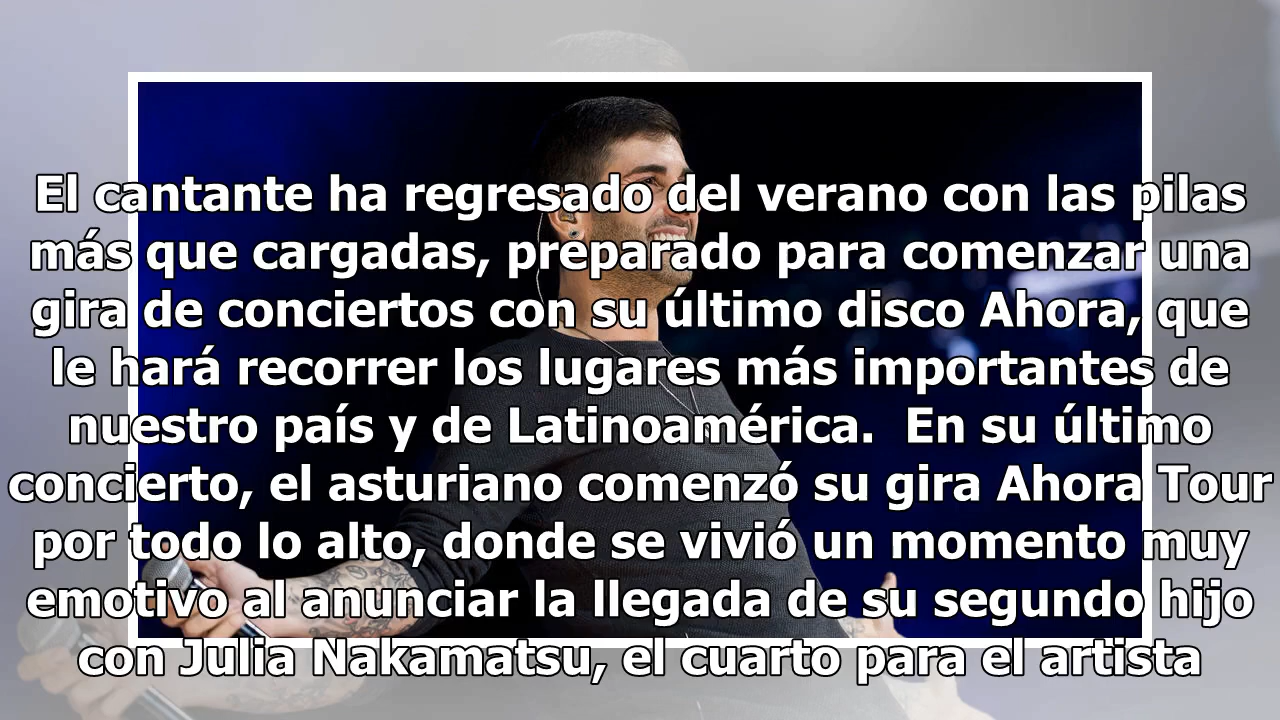 El cantante ha regresado del verano con las pilas
más que cargadas, preparado para comenzar una
gira de conciertos con su último disco Ahora, que
le hará recorrer los lugares más importantes de
nuestro país y de Latinoamérica.  En su último
concierto, el asturiano comenzó su gira Ahora Tour
por todo lo alto, donde se vivió un momento muy
emotivo al anunciar la llegada de su segundo hijo
con Julia Nakamatsu, el cuarto para el artista